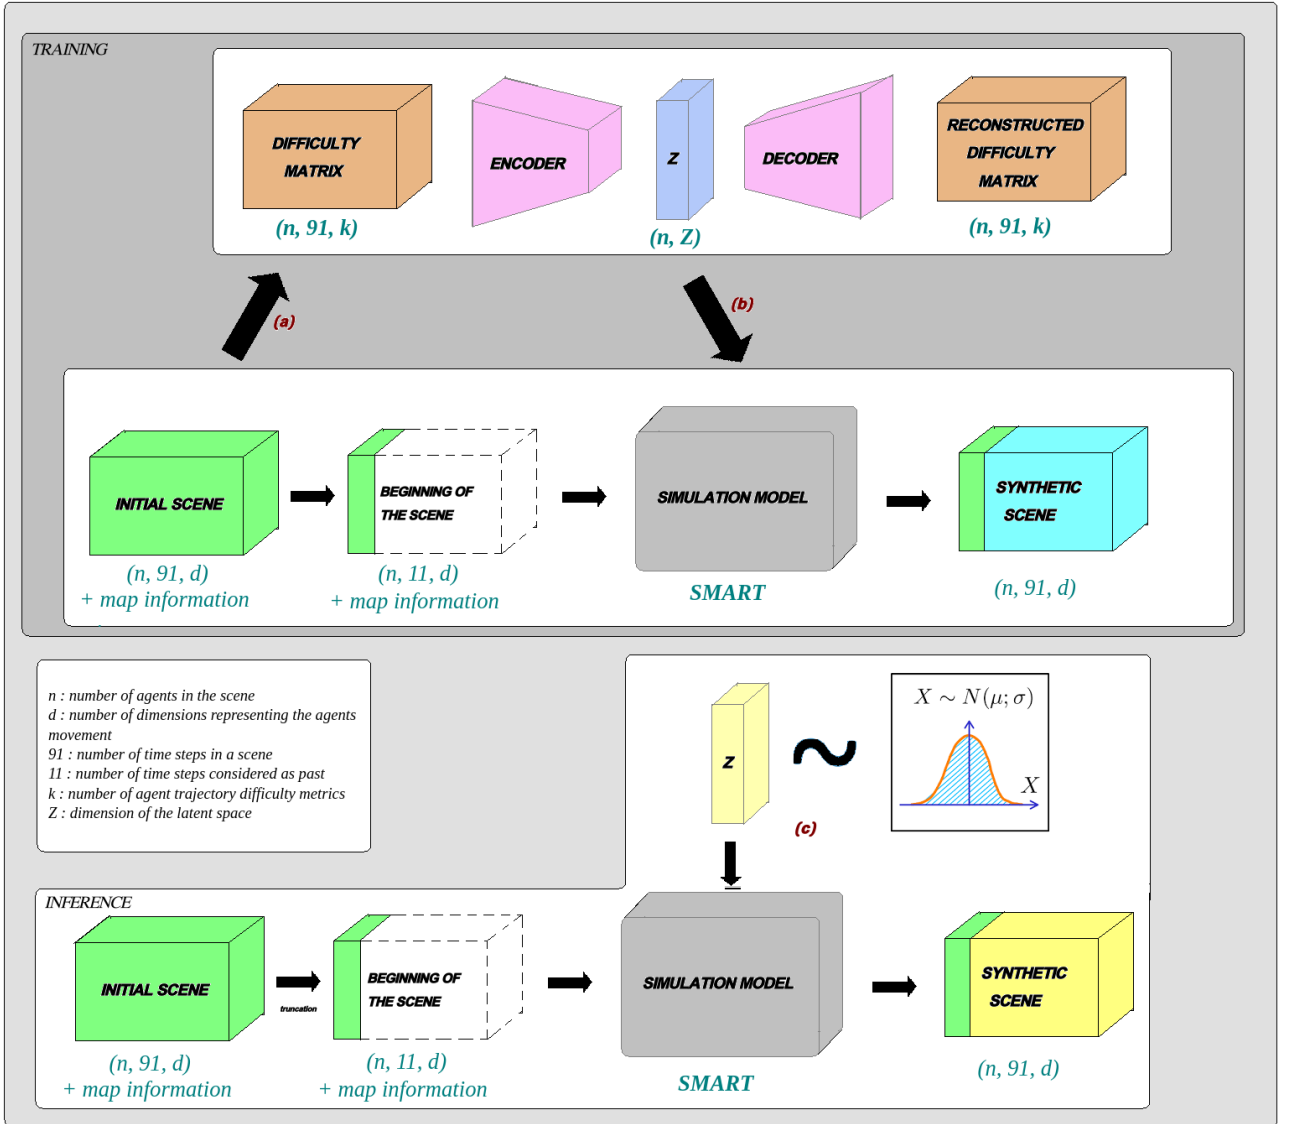 TRAINING
DIFFICULTY
MATRIX
(n, 91, k)
ENCODER
Z
(n, Z)
DECODER
RECONSTRUCTED
DIFFICULTY
MATRIX
(n, 91, k)
(a)
(b)
INITIAL SCENE
(n, 91, d)
+ map information
BEGINNING OF
THE SCENE
(n, 11, d)
+ map information
SIMULATION MODEL
SMART
SYNTHETIC
SCENE
(n, 91, d)
n : number of agents in the scene
d : number of dimensions representing the agents
movement
91 : number of time steps in a scene
11 : number of time steps considered as past
k : number of agent trajectory difficulty metrics
Z : dimension of the latent space
Z
∼
X ∼ N(μ; σ)
X
(c)
INFERENCE
INITIAL SCENE
(n, 91, d)
+ map information
truncation
BEGINNING OF
THE SCENE
(n, 11, d)
+ map information
SIMULATION MODEL
SMART
SYNTHETIC
SCENE
(n, 91, d)